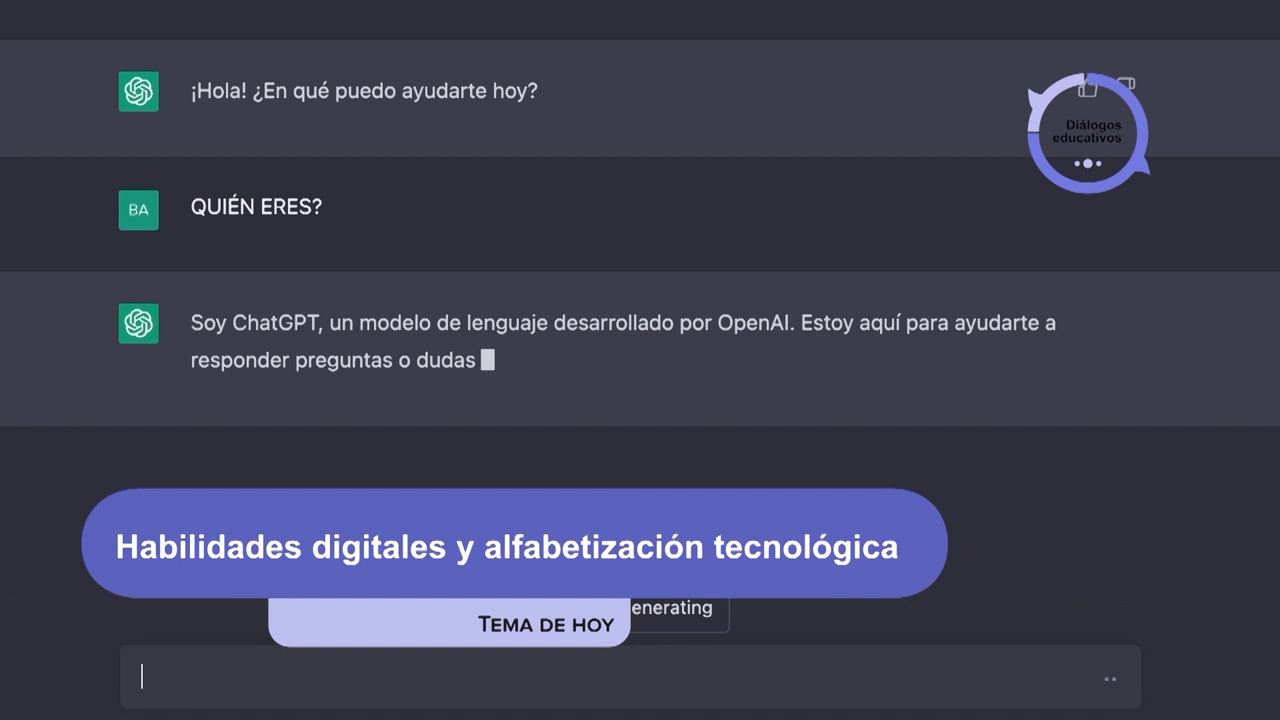 ¡Hola! ¿En qué puedo ayudarte hoy?
Diálogos
educativos
BA
QUIÉN ERES?
Soy ChatGPT, un modelo de lenguaje desarrollado por OpenAI. Estoy aquí para ayudarte a
responder preguntas o dudas
Habilidades digitales y alfabetización tecnológica
enerating
TEMA DE HOY